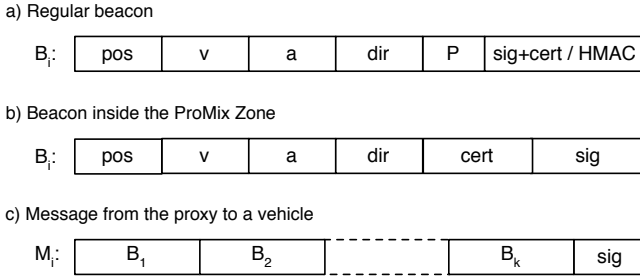 a) Regular beacon
Bi: pos v a dir P sig+cert / HMAC
b) Beacon inside the ProMix Zone
Bi: pos v a dir cert sig
c) Message from the proxy to a vehicle
Mi: B1 B2 Bk sig